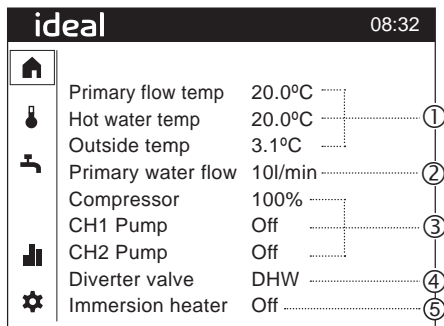 ideal 08:32
Primary flow temp 20.0ºC
Hot water temp 20.0ºC ①
Outside temp 3.1ºC
Primary water flow 10l/min ②
Compressor 100%
CH1 Pump Off ③
CH2 Pump Off
Diverter valve DHW ④
Immersion heater Off ⑤